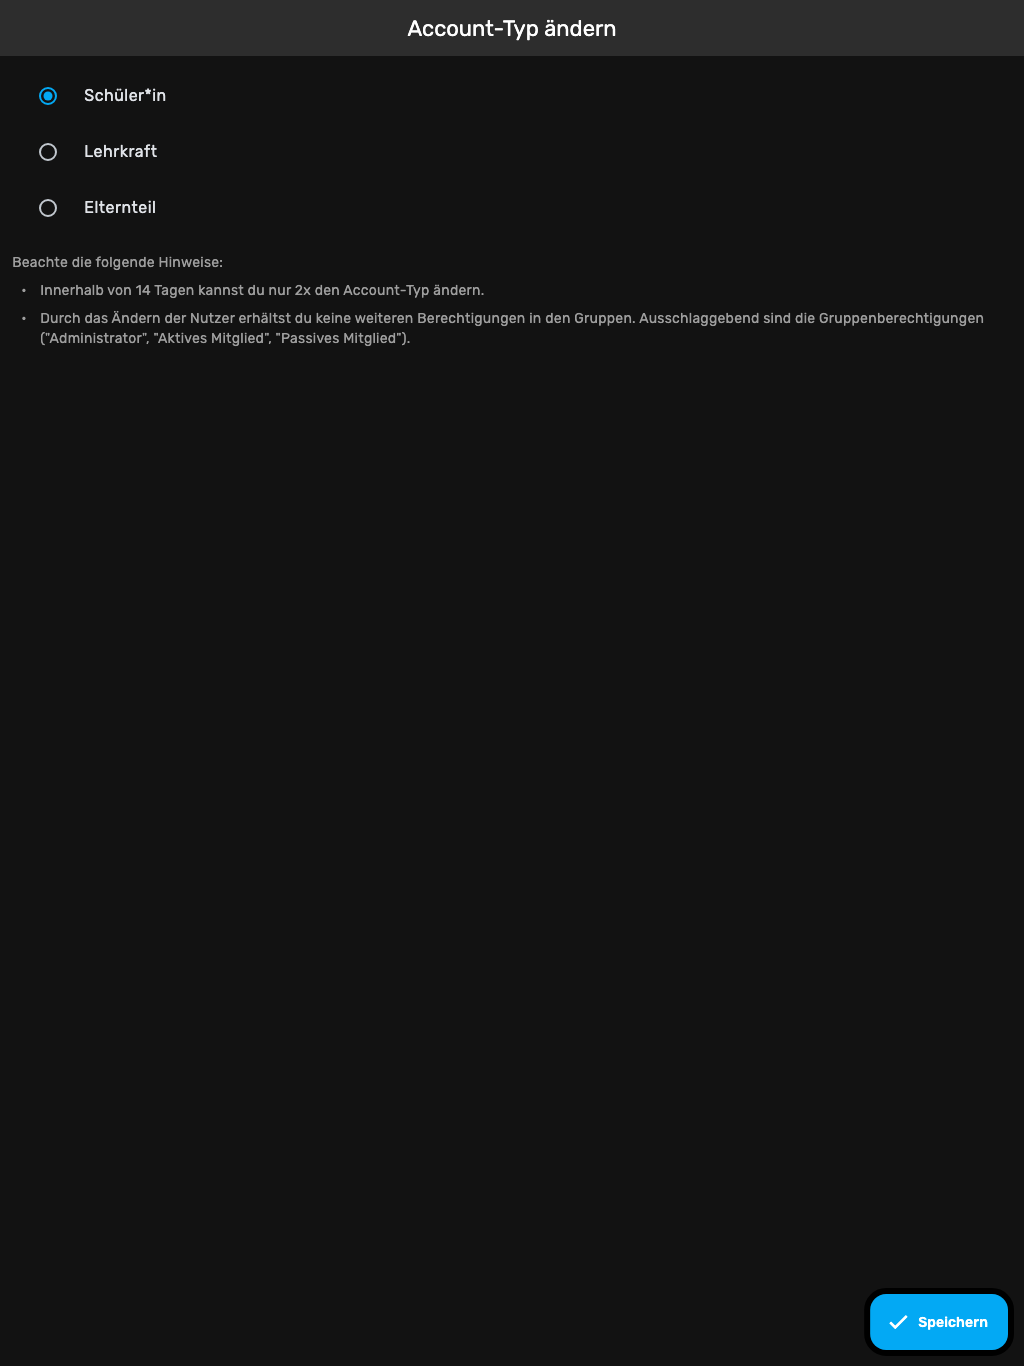 Account-Typ ändern
Schüler*in
Lehrkraft
Elternteil
Beachte die folgende Hinweise:
• Innerhalb von 14 Tagen kannst du nur 2x den Account-Typ ändern.
• Durch das Ändern der Nutzer erhältst du keine weiteren Berechtigungen in den Gruppen. Ausschlaggebend sind die Gruppenberechtigungen
("Administrator", "Aktives Mitglied", "Passives Mitglied").
Speichern